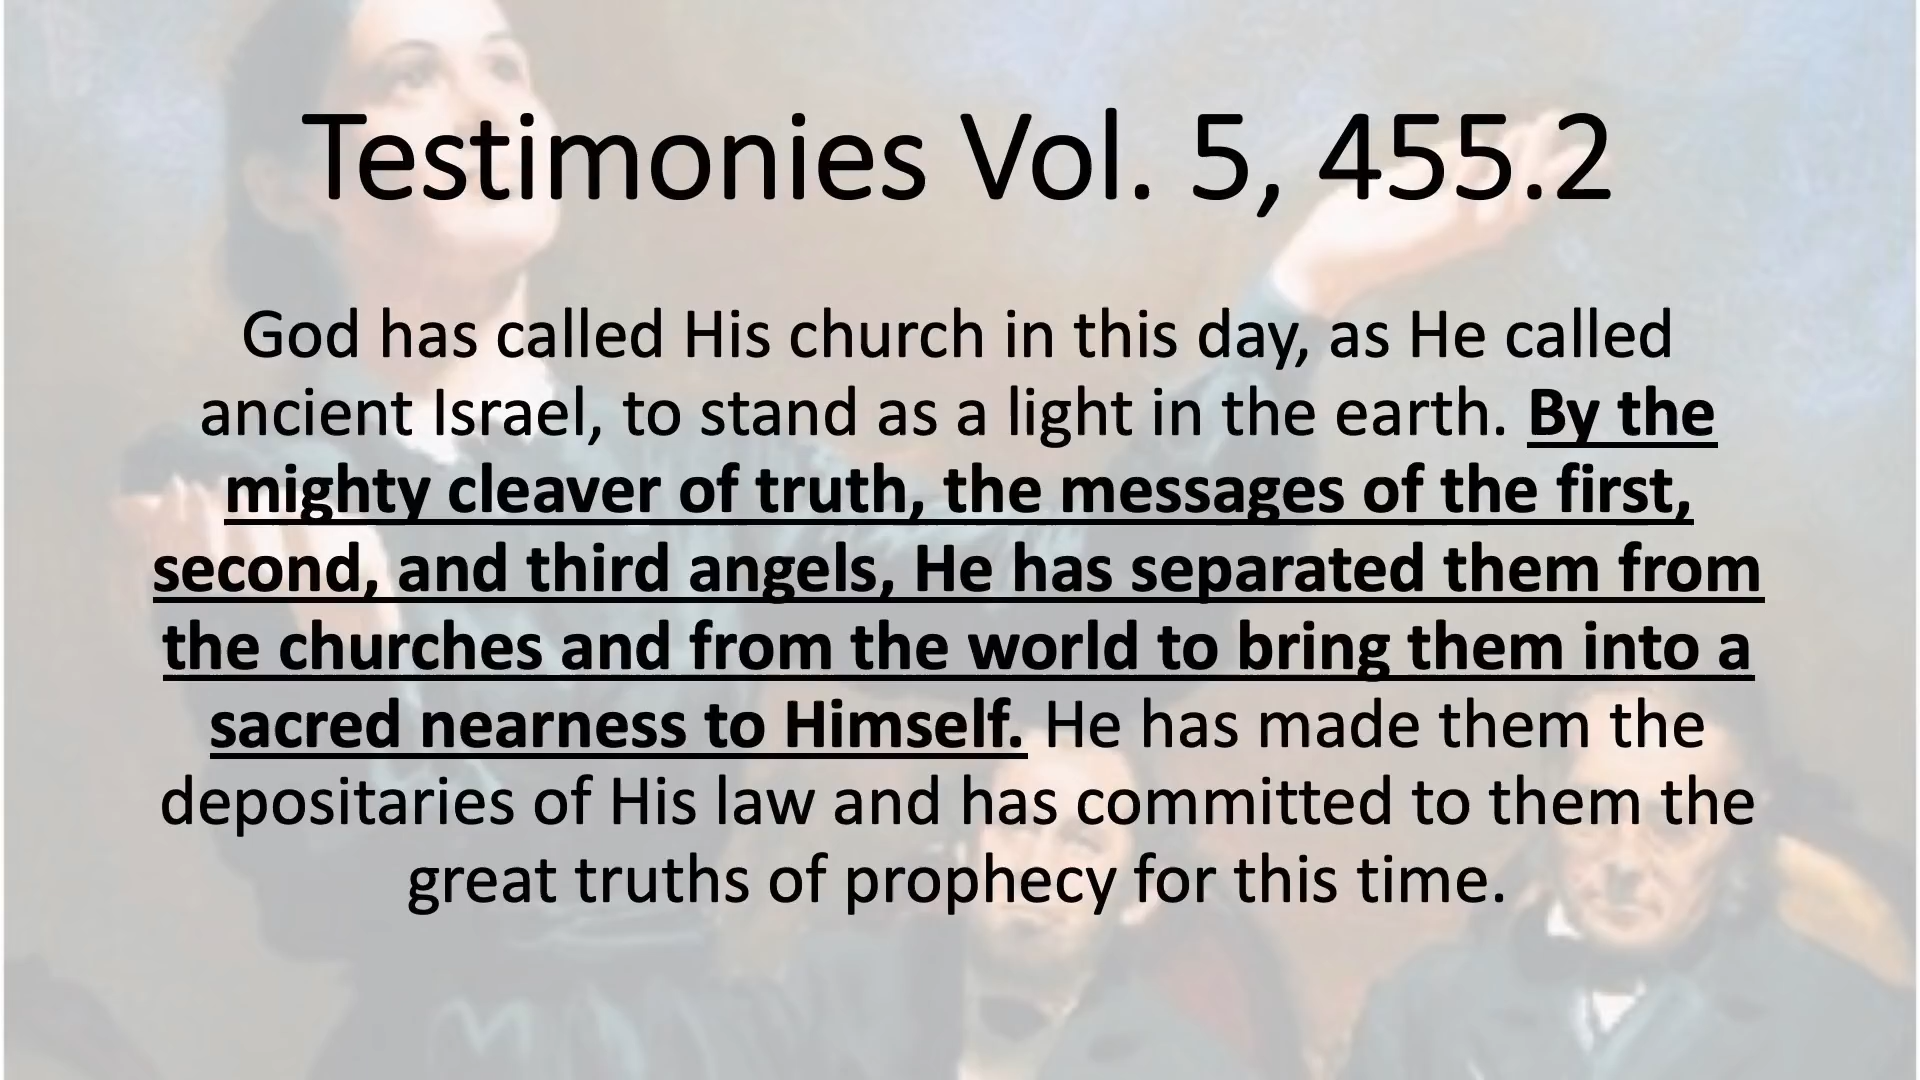 Testimonies Vol. 5, 455.2
God has called His church in this day, as He called
ancient Israel, to stand as a light in the earth. By the
mighty cleaver of truth, the messages of the first,
second, and third angels, He has separated them from
the churches and from the world to bring them into a
sacred nearness to Himself. He has made them the
depositaries of His law and has committed to them the
great truths of prophecy for this time.